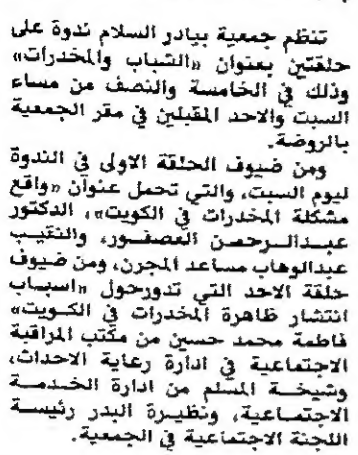 تنظم جمعية بيادر السلام ندوة على
حلقتين بعنوان «الشباب والمخدرات»
وذلك في الخامسة والنصف من مساء
السبت والاحد المقبلين في مقر الجمعية
بالروضة.
ومن ضيوف الحلقة الاولى في الندوة
ليوم السبت، والتي تحمل عنوان «واقع
مشكلة المخدرات في الكويت»، الدكتور
عبدالرحمن العصفور، والنقيب
عبدالوهاب مساعد المجرن، ومن ضيوف
حلقة الاحد التي تدورحول «اسباب
انتشار ظاهرة المخدرات في الكويت»
فاطمة محمد حسين من مكتب المراقبة
الاجتماعية في ادارة رعاية الاحداث،
وشيخة المسلم من ادارة الخدمة
الاجتماعية، ونظيرة البدر رئيسة
اللجنة الاجتماعية في الجمعية.